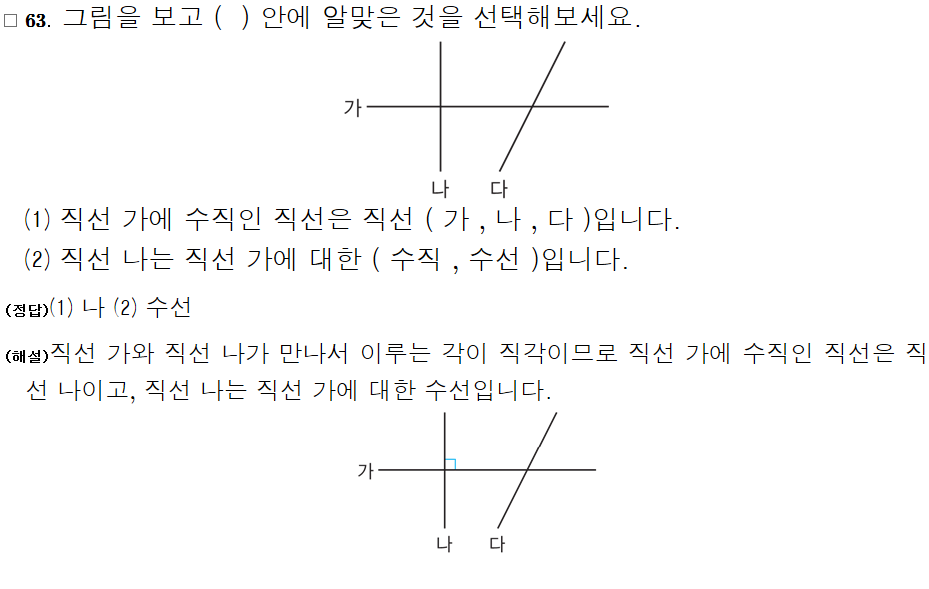 □ 63. 그림을 보고 (  ) 안에 알맞은 것을 선택해보세요.
가
나 다
(1) 직선 가에 수직인 직선은 직선 ( 가 , 나 , 다 )입니다.
(2) 직선 나는 직선 가에 대한 ( 수직 , 수선 )입니다.
(정답)(1) 나 (2) 수선
(해설)직선 가와 직선 나가 만나서 이루는 각이 직각이므로 직선 가에 수직인 직선은 직
선 나이고, 직선 나는 직선 가에 대한 수선입니다.
가
나 다